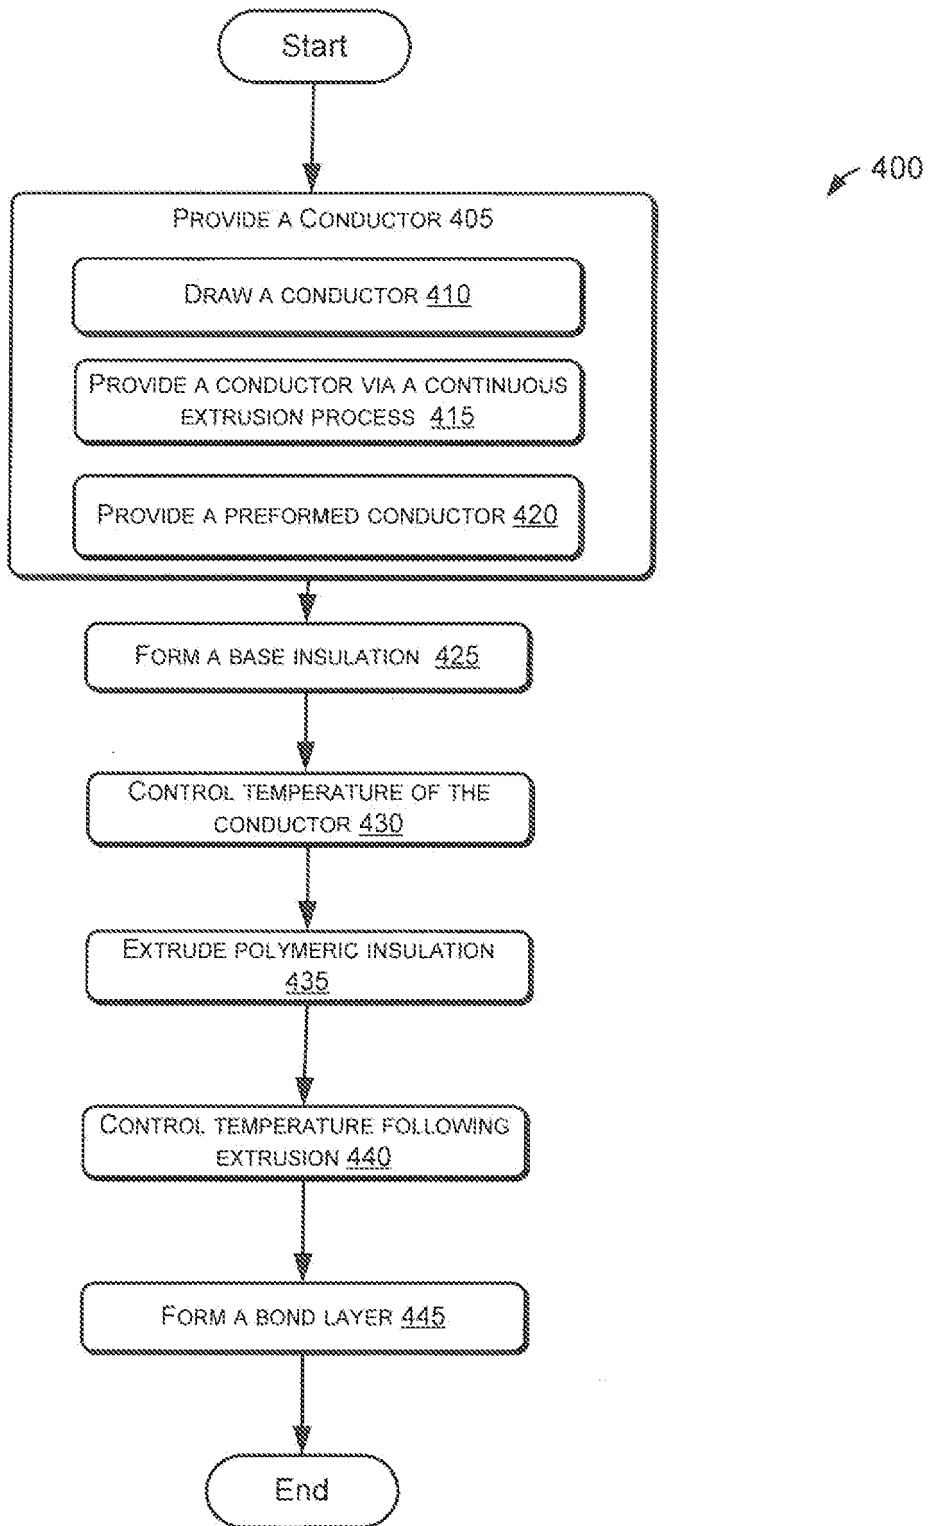 Start
400
PROVIDE A CONDUCTOR 405
DRAW A CONDUCTOR 410
PROVIDE A CONDUCTOR VIA A CONTINUOUS
EXTRUSION PROCESS 415
PROVIDE A PREFORMED CONDUCTOR 420
FORM A BASE INSULATION 425
CONTROL TEMPERATURE OF THE
CONDUCTOR 430
EXTRUDE POLYMERIC INSULATION
435
CONTROL TEMPERATURE FOLLOWING
EXTRUSION 440
FORM A BOND LAYER 445
End